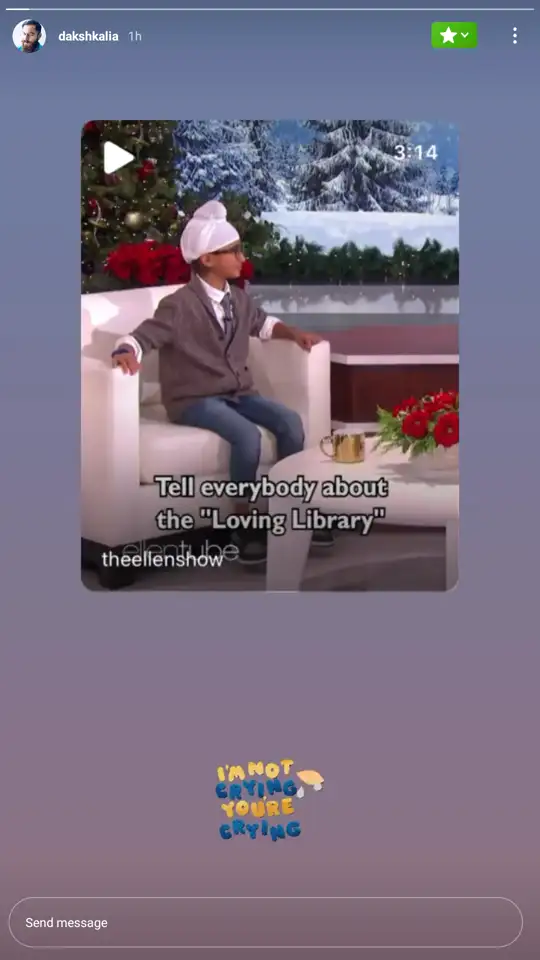 dakshkalia 1h
3:14
Tell everybody about
the "Loving Library"
ellentube
theellenshow
I'M NOT
CRYING
YOU'RE
CRYING
Send message